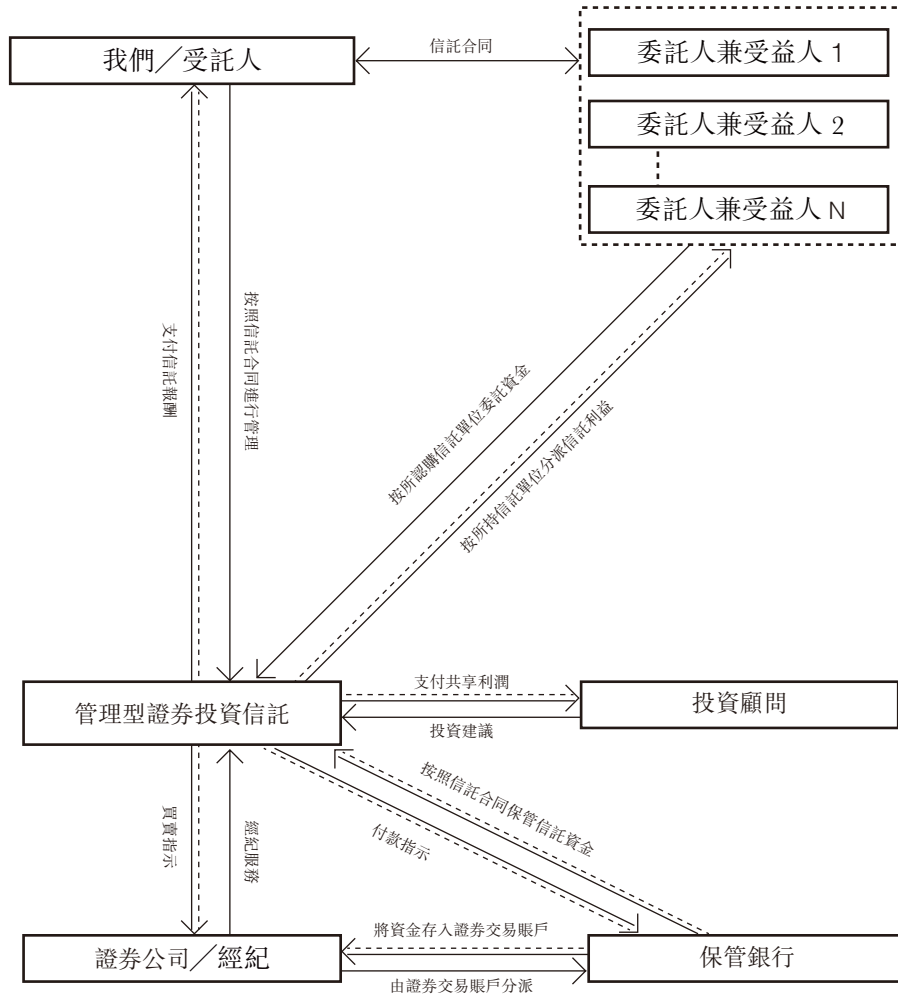 我們／受託人
信託合同
委託人兼受益人 1
委託人兼受益人 2
委託人兼受益人 N
支付信託報酬
按照信託合同進行管理
按所認購信託單位委託資金
按所持信託單位分派信託利益
管理型證券投資信託
支付共享利潤
投資建議
投資顧問
買賣指示
經紀服務
付款指示
按照信託合同保管信託資金
證券公司／經紀
將資金存入證券交易賬戶
由證券交易賬戶分派
保管銀行